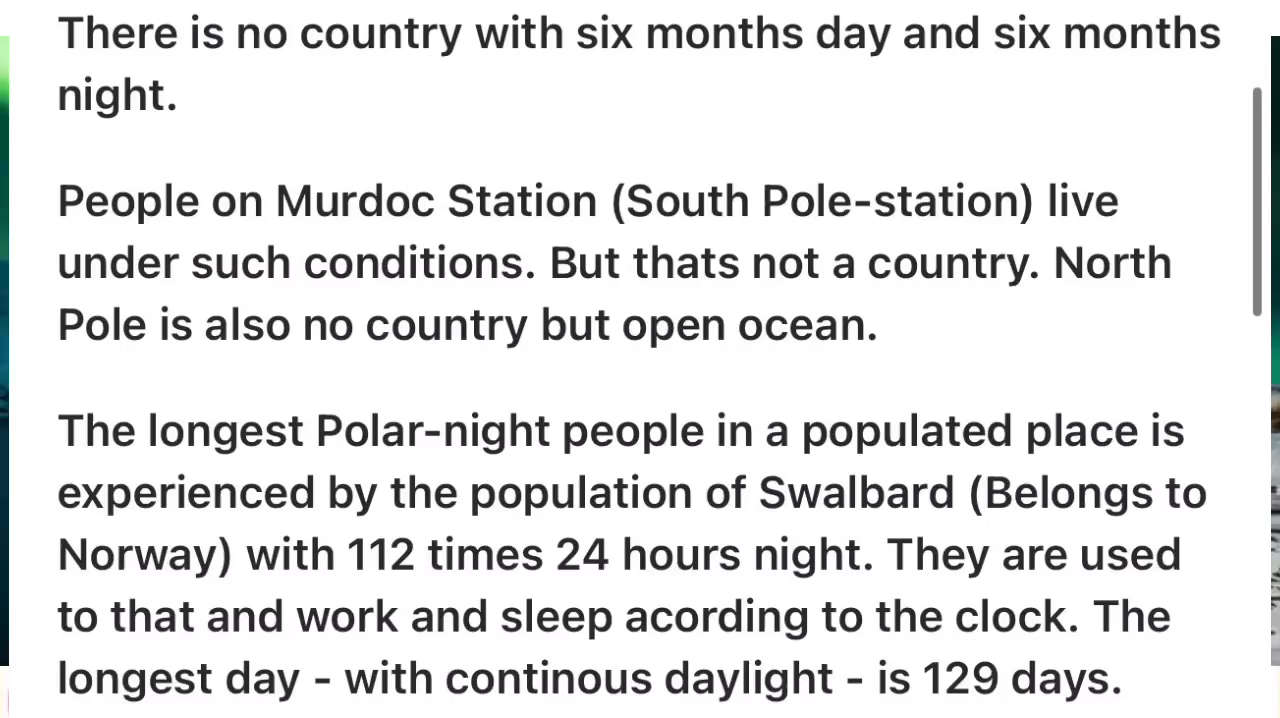 There is no country with six months day and six months
night.
People on Murdoc Station (South Pole-station) live
under such conditions. But thats not a country. North
Pole is also no country but open ocean.
The longest Polar-night people in a populated place is
experienced by the population of Swalbard (Belongs to
Norway) with 112 times 24 hours night. They are used
to that and work and sleep acording to the clock. The
longest day - with continous daylight - is 129 days.